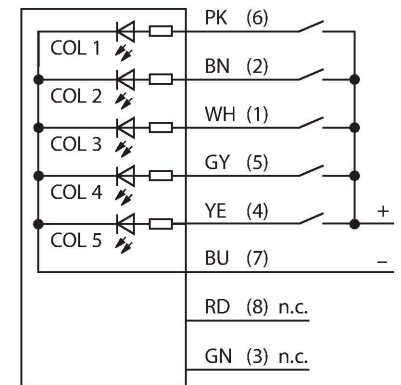 PK (6)
COL 1
BN (2)
COL 2
WH (1)
COL 3
GY (5)
COL 4
YE (4)
+
COL 5
BU (7)
–
RD (8) n.c.
GN (3) n.c.